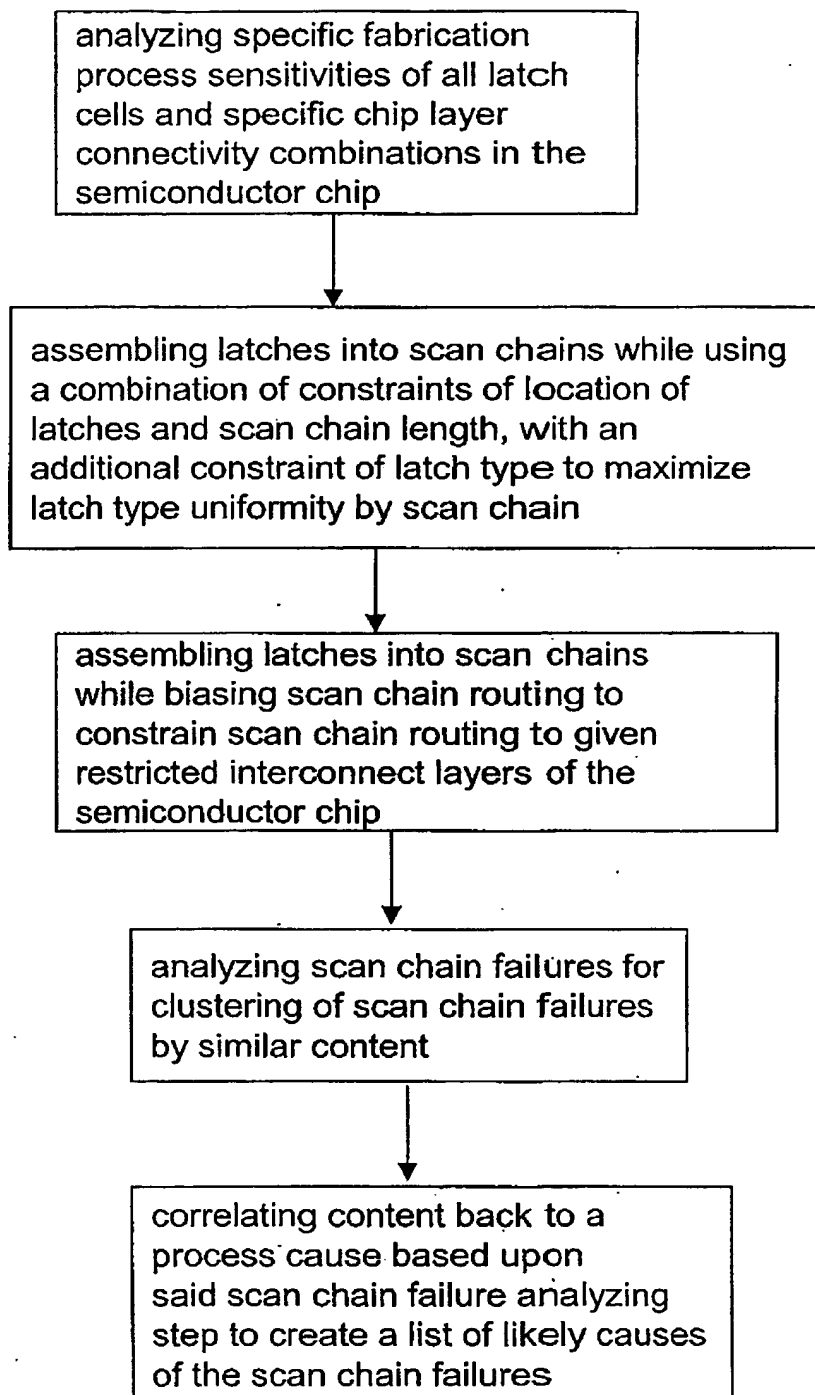 analyzing specific fabrication
process sensitivities of all latch
cells and specific chip layer
connectivity combinations in the
semiconductor chip
assembling latches into scan chains while using
a combination of constraints of location of
latches and scan chain length, with an
additional constraint of latch type to maximize
latch type uniformity by scan chain
assembling latches into scan chains
while biasing scan chain routing to
constrain scan chain routing to given
restricted interconnect layers of the
semiconductor chip
analyzing scan chain failures for
clustering of scan chain failures
by similar content
correlating content back to a
process cause based upon
said scan chain failure analyzing
step to create a list of likely causes
of the scan chain failures